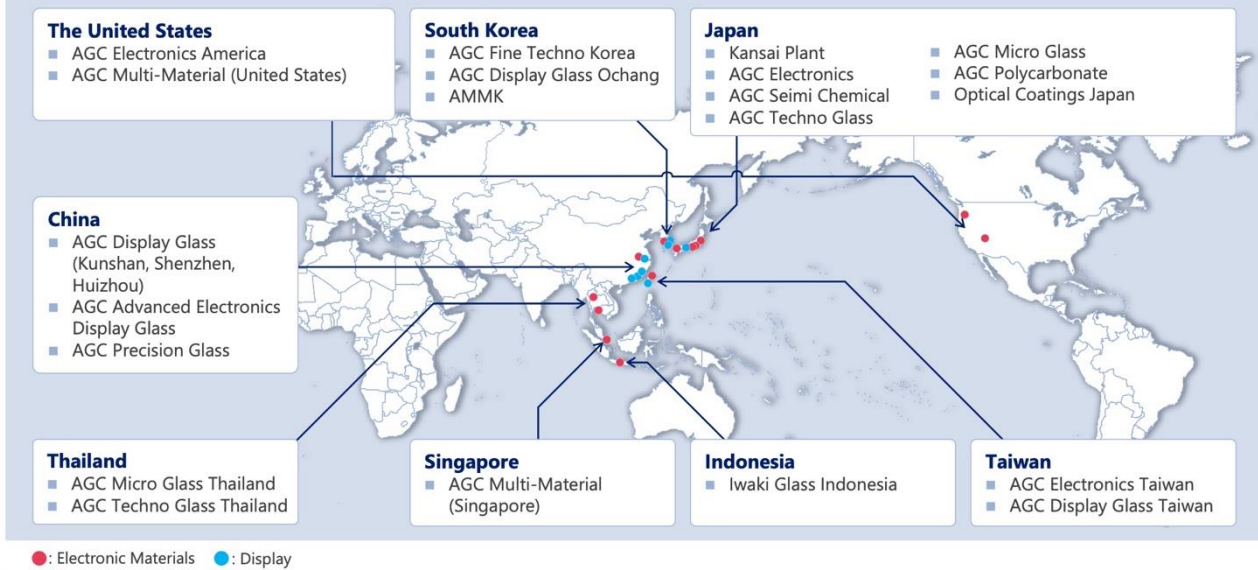 The United States
AGC Electronics America
AGC Multi-Material (United States)
South Korea
AGC Fine Techno Korea
AGC Display Glass Ochang
AMMK
Japan
Kansai Plant
AGC Electronics
AGC Seimi Chemical
AGC Techno Glass
AGC Micro Glass
AGC Polycarbonate
Optical Coatings Japan
China
AGC Display Glass
(Kunshan, Shenzhen,
Huizhou)
AGC Advanced Electronics
Display Glass
AGC Precision Glass
Thailand
AGC Micro Glass Thailand
AGC Techno Glass Thailand
Singapore
AGC Multi-Material
(Singapore)
Indonesia
Iwaki Glass Indonesia
Taiwan
AGC Electronics Taiwan
AGC Display Glass Taiwan
: Electronic Materials
: Display